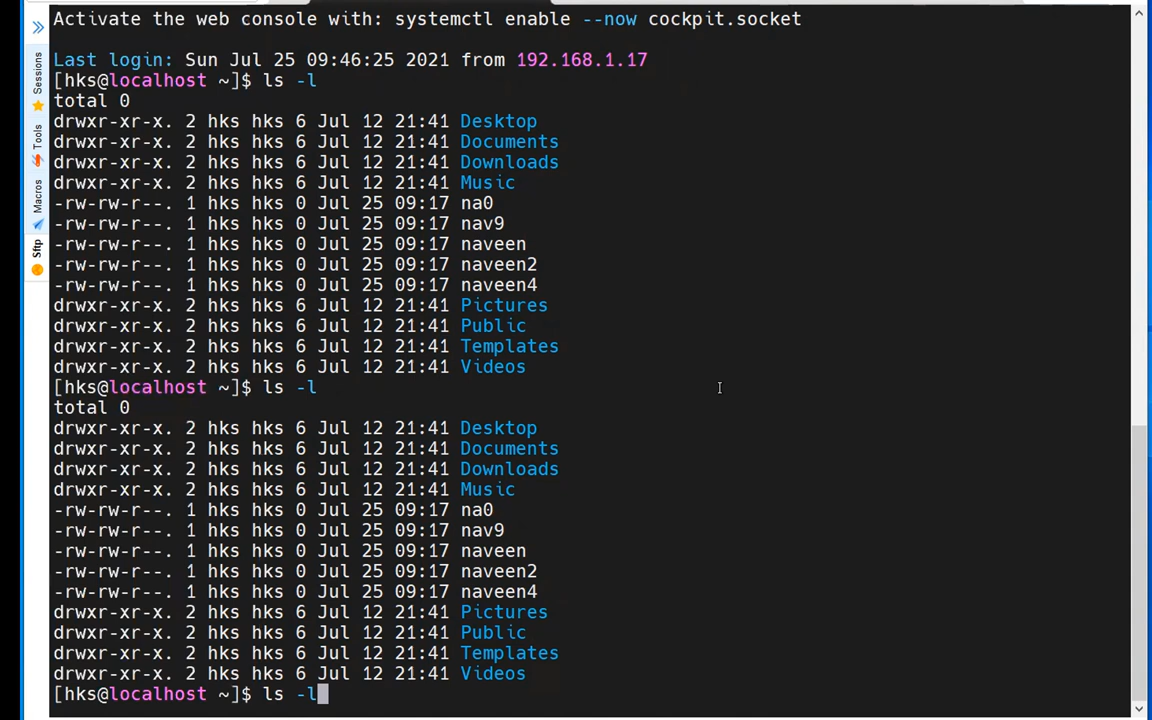 Activate the web console with: systemctl enable --now cockpit.socket
Last login: Sun Jul 25 09:46:25 2021 from 192.168.1.17
[hks@localhost ~]$ ls -l
total 0
drwxr-xr-x. 2 hks hks 6 Jul 12 21:41 Desktop
drwxr-xr-x. 2 hks hks 6 Jul 12 21:41 Documents
drwxr-xr-x. 2 hks hks 6 Jul 12 21:41 Downloads
drwxr-xr-x. 2 hks hks 6 Jul 12 21:41 Music
-rw-rw-r--. 1 hks hks 0 Jul 25 09:17 na0
-rw-rw-r--. 1 hks hks 0 Jul 25 09:17 nav9
-rw-rw-r--. 1 hks hks 0 Jul 25 09:17 naveen
-rw-rw-r--. 1 hks hks 0 Jul 25 09:17 naveen2
-rw-rw-r--. 1 hks hks 0 Jul 25 09:17 naveen4
drwxr-xr-x. 2 hks hks 6 Jul 12 21:41 Pictures
drwxr-xr-x. 2 hks hks 6 Jul 12 21:41 Public
drwxr-xr-x. 2 hks hks 6 Jul 12 21:41 Templates
drwxr-xr-x. 2 hks hks 6 Jul 12 21:41 Videos
[hks@localhost ~]$ ls -l
total 0
drwxr-xr-x. 2 hks hks 6 Jul 12 21:41 Desktop
drwxr-xr-x. 2 hks hks 6 Jul 12 21:41 Documents
drwxr-xr-x. 2 hks hks 6 Jul 12 21:41 Downloads
drwxr-xr-x. 2 hks hks 6 Jul 12 21:41 Music
-rw-rw-r--. 1 hks hks 0 Jul 25 09:17 na0
-rw-rw-r--. 1 hks hks 0 Jul 25 09:17 nav9
-rw-rw-r--. 1 hks hks 0 Jul 25 09:17 naveen
-rw-rw-r--. 1 hks hks 0 Jul 25 09:17 naveen2
-rw-rw-r--. 1 hks hks 0 Jul 25 09:17 naveen4
drwxr-xr-x. 2 hks hks 6 Jul 12 21:41 Pictures
drwxr-xr-x. 2 hks hks 6 Jul 12 21:41 Public
drwxr-xr-x. 2 hks hks 6 Jul 12 21:41 Templates
drwxr-xr-x. 2 hks hks 6 Jul 12 21:41 Videos
[hks@localhost ~]$ ls -l
Sessions
Tools
Macros
Sftp